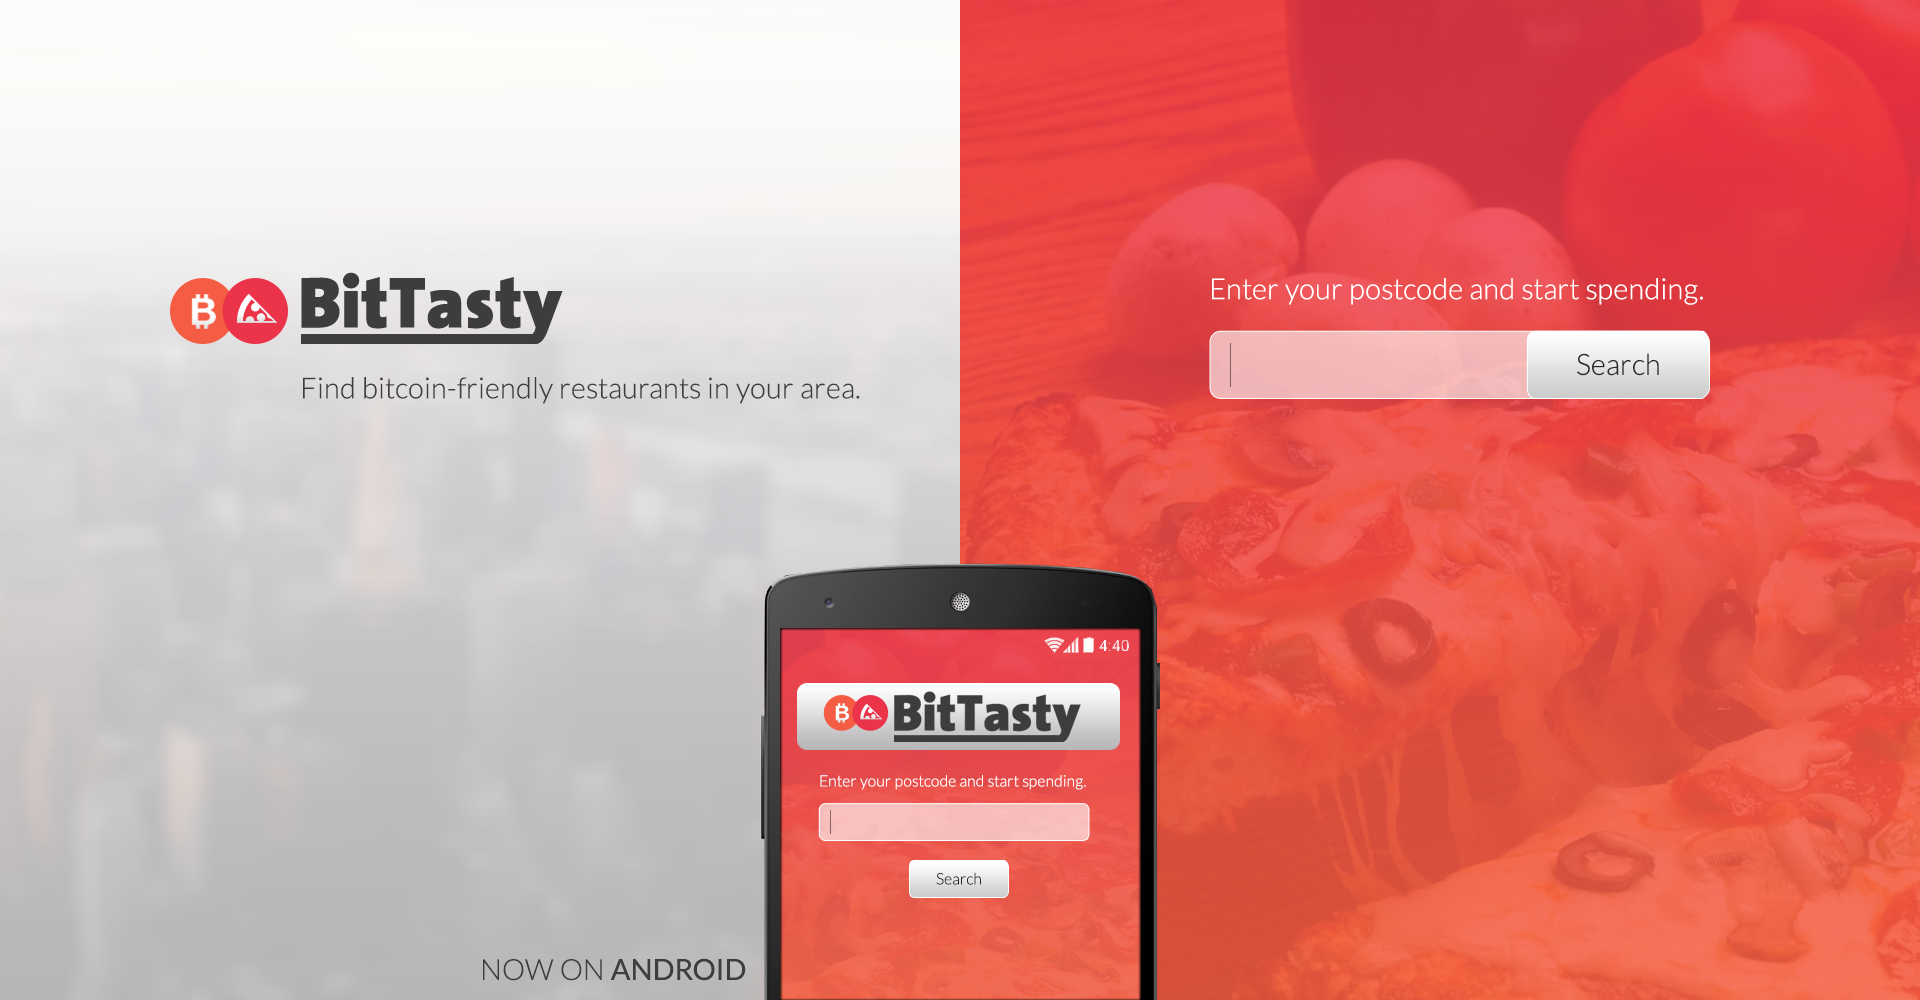 BitTasty
Find bitcoin-friendly restaurants in your area.
Enter your postcode and start spending.
Search
4:40
BitTasty
Enter your postcode and start spending.
Search
NOW ON ANDROID